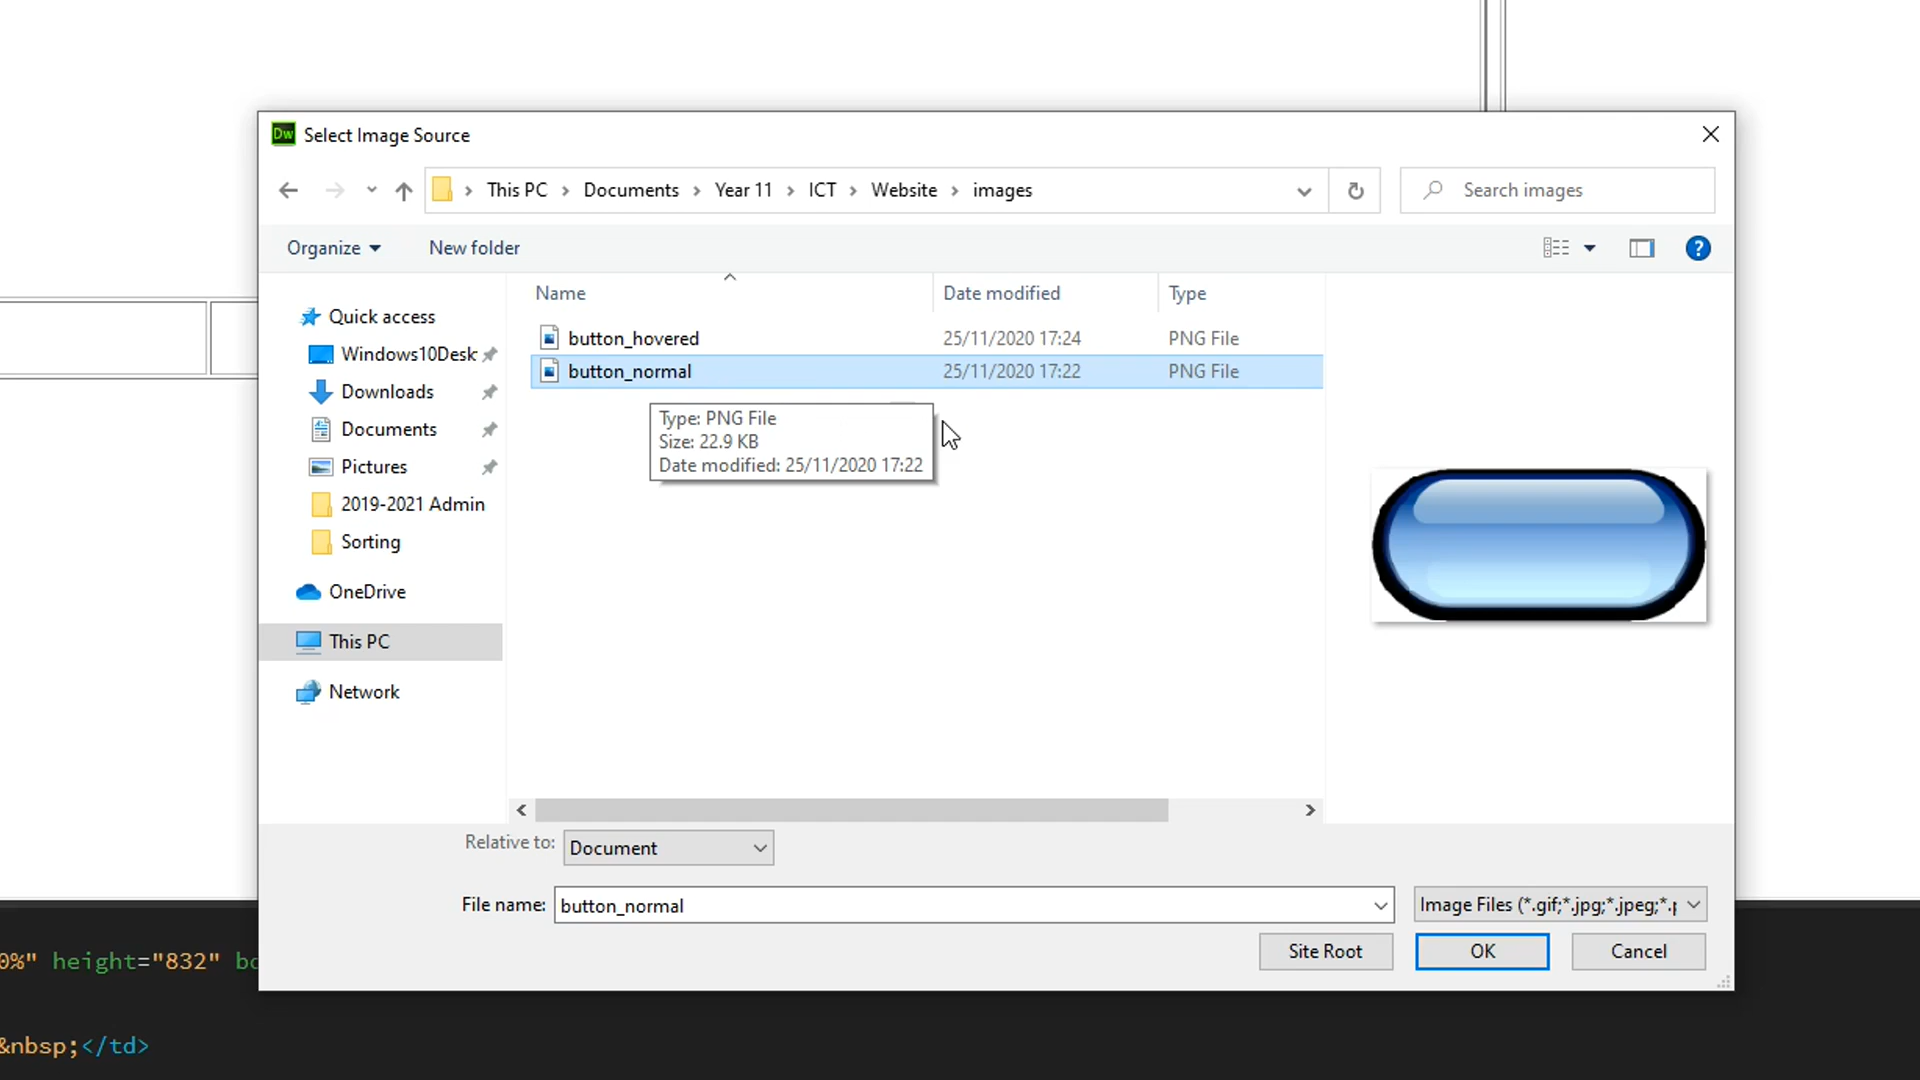 Dw Select Image Source
This PC Documents Year 11 ICT Website images
Search images
Organize New folder
?
Name Date modified Type
button_hovered 25/11/2020 17:24 PNG File
button_normal 25/11/2020 17:22 PNG File
Type: PNG File
Size: 22.9 KB
Date modified: 25/11/2020 17:22
Quick access
Windows10Desk
Downloads
Documents
Pictures
2019-2021 Admin
Sorting
OneDrive
This PC
Network
Relative to: Document
File name: button_normal
Image Files (*.gif;*.jpg;*.jpeg;*.p
Site Root OK Cancel
0%" height="832" bo
&nbsp;</td>